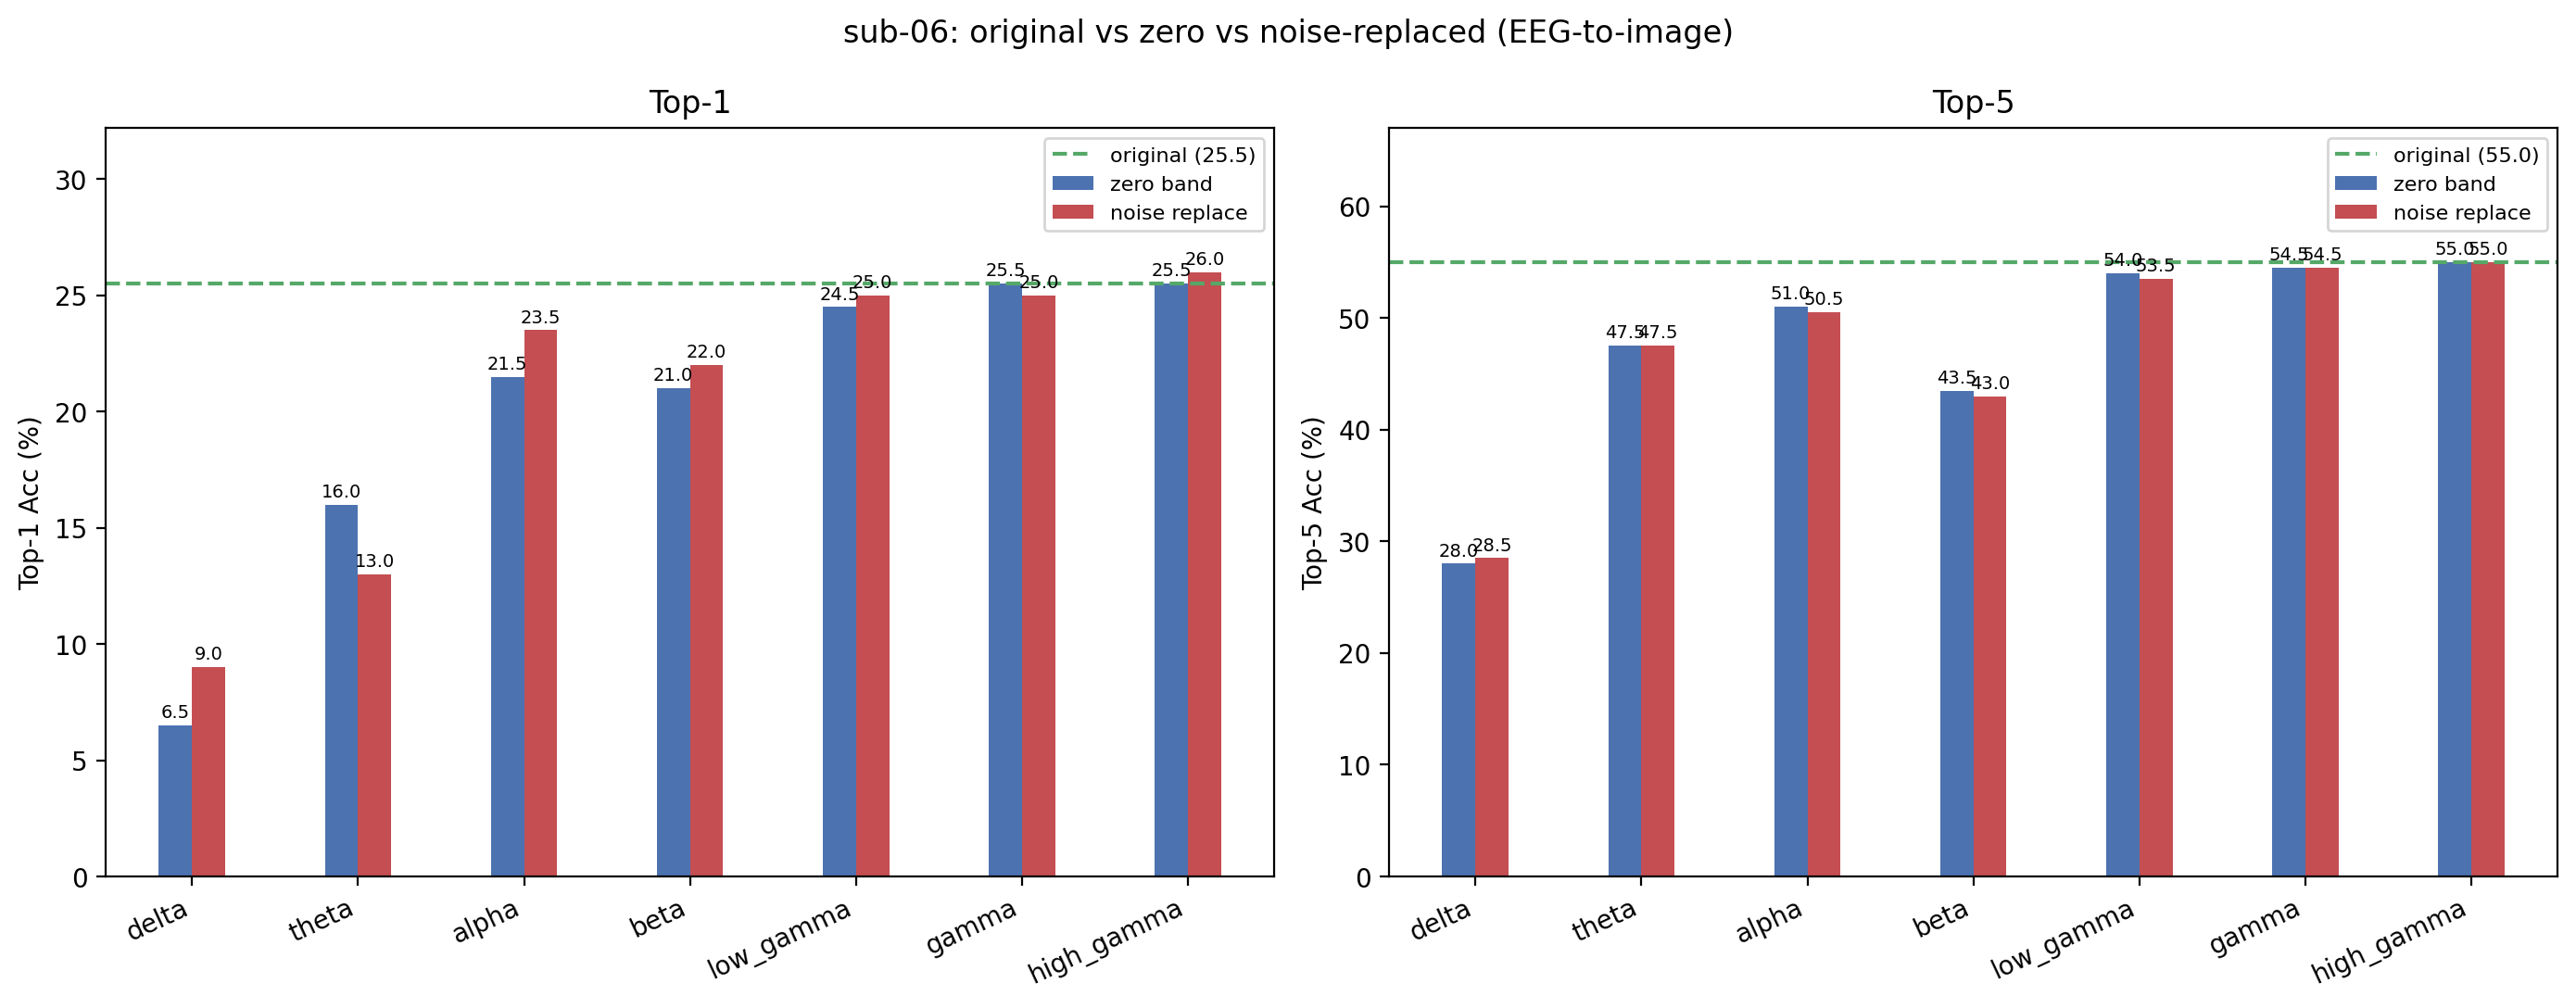 sub-06: original vs zero vs noise-replaced (EEG-to-image)
Top-1
original (25.5)
zero band
noise replace
Top-1 Acc (%)
30
25
20
15
10
5
0
6.5
9.0
16.0
13.0
21.5
23.5
21.0
22.0
24.5
25.0
25.5
25.0
25.5
26.0
delta
theta
alpha
beta
low_gamma
gamma
high_gamma
Top-5
original (55.0)
zero band
noise replace
Top-5 Acc (%)
60
50
40
30
20
10
0
28.0
28.5
47.5
47.5
51.0
50.5
43.5
43.0
54.0
53.5
54.5
54.5
55.0
55.0
delta
theta
alpha
beta
low_gamma
gamma
high_gamma